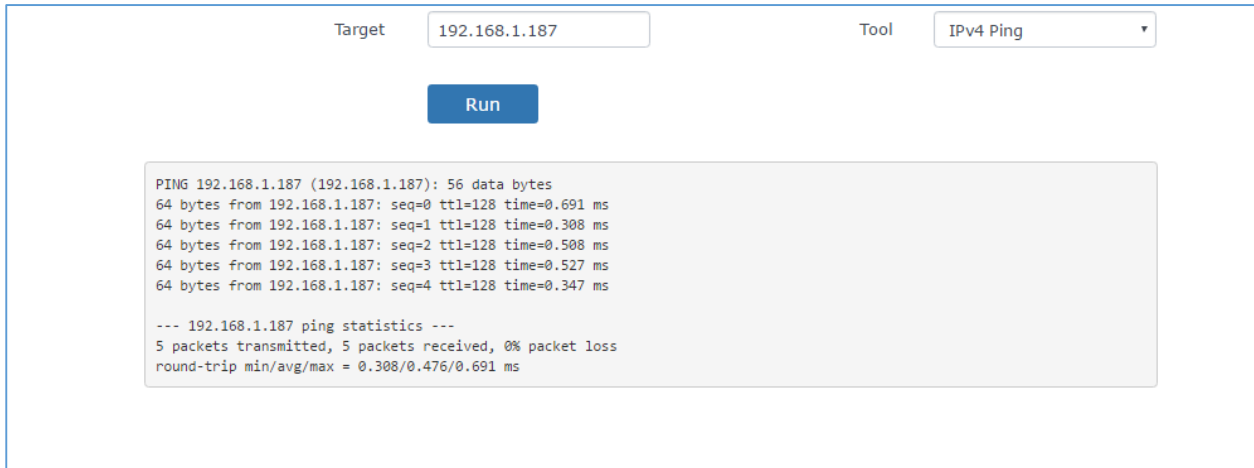 Target 192.168.1.187 Tool IPv4 Ping
Run
PING 192.168.1.187 (192.168.1.187): 56 data bytes
64 bytes from 192.168.1.187: seq=0 ttl=128 time=0.691 ms
64 bytes from 192.168.1.187: seq=1 ttl=128 time=0.308 ms
64 bytes from 192.168.1.187: seq=2 ttl=128 time=0.508 ms
64 bytes from 192.168.1.187: seq=3 ttl=128 time=0.527 ms
64 bytes from 192.168.1.187: seq=4 ttl=128 time=0.347 ms
--- 192.168.1.187 ping statistics ---
5 packets transmitted, 5 packets received, 0% packet loss
round-trip min/avg/max = 0.308/0.476/0.691 ms